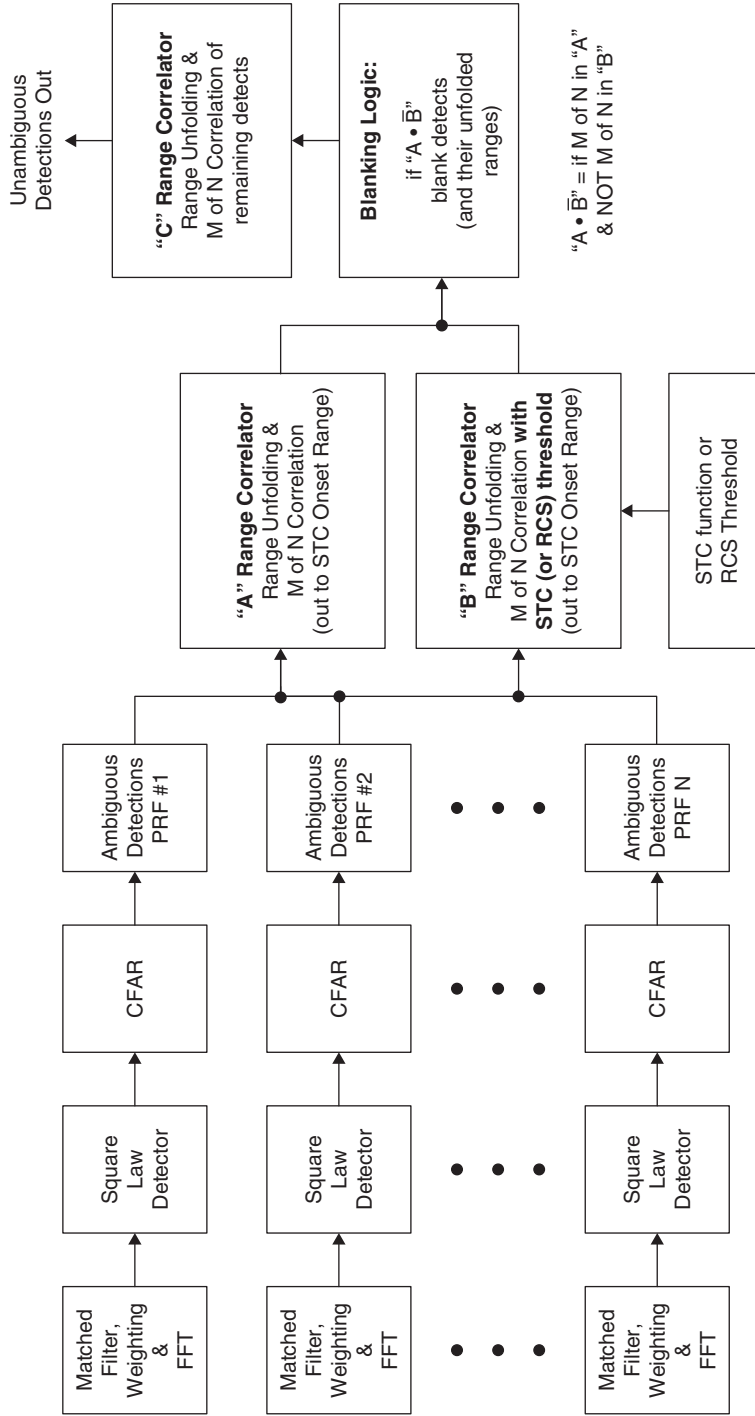 Matched
Filter,
Weighting
&
FFT
Square
Law
Detector
CFAR
Ambiguous
Detections
PRF #1
Matched
Filter,
Weighting
&
FFT
Square
Law
Detector
CFAR
Ambiguous
Detections
PRF #2
Matched
Filter,
Weighting
&
FFT
Square
Law
Detector
CFAR
Ambiguous
Detections
PRF N
“A” Range Correlator
Range Unfolding &
M of N Correlation
(out to STC Onset Range)
“B” Range Correlator
Range Unfolding &
M of N Correlation with
STC (or RCS) threshold
(out to STC Onset Range)
STC function or
RCS Threshold
Unambiguous
Detections Out
“C” Range Correlator
Range Unfolding &
M of N Correlation of
remaining detects
Blanking Logic:
if “A • B̅”
blank detects
(and their unfolded
ranges)
“A • B̅” = if M of N in “A”
& NOT M of N in “B”